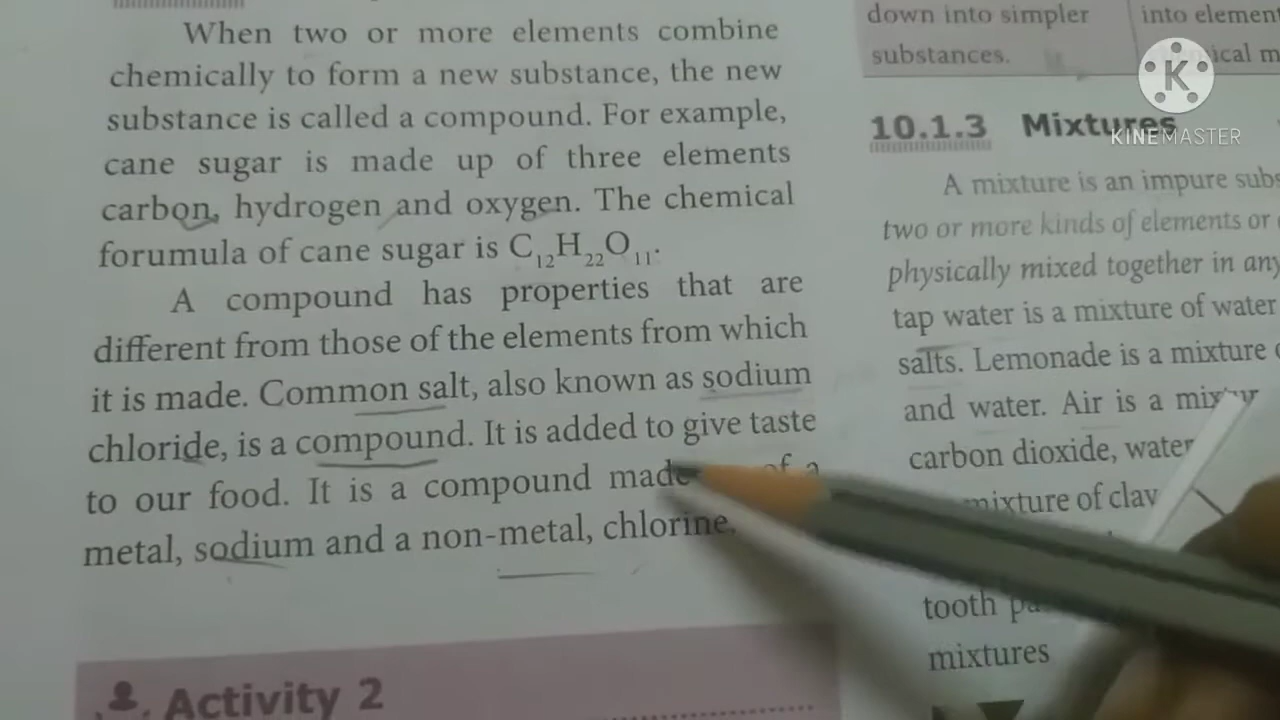 When two or more elements combine
chemically to form a new substance, the new
substance is called a compound. For example,
cane sugar is made up of three elements
carbon, hydrogen and oxygen. The chemical
forumula of cane sugar is C₁₂H₂₂O₁₁.
A compound has properties that are
different from those of the elements from which
it is made. Common salt, also known as sodium
chloride, is a compound. It is added to give taste
to our food. It is a compound made of a
metal, sodium and a non-metal, chlorine.
Activity 2
down into simpler
substances.
into element
10.1.3 Mixtures
A mixture is an impure subs
two or more kinds of elements or
physically mixed together in any
tap water is a mixture of water
salts. Lemonade is a mixture
and water. Air is a mixtur
carbon dioxide, water
mixture of clay
tooth
mixtures
K
KINEMASTER